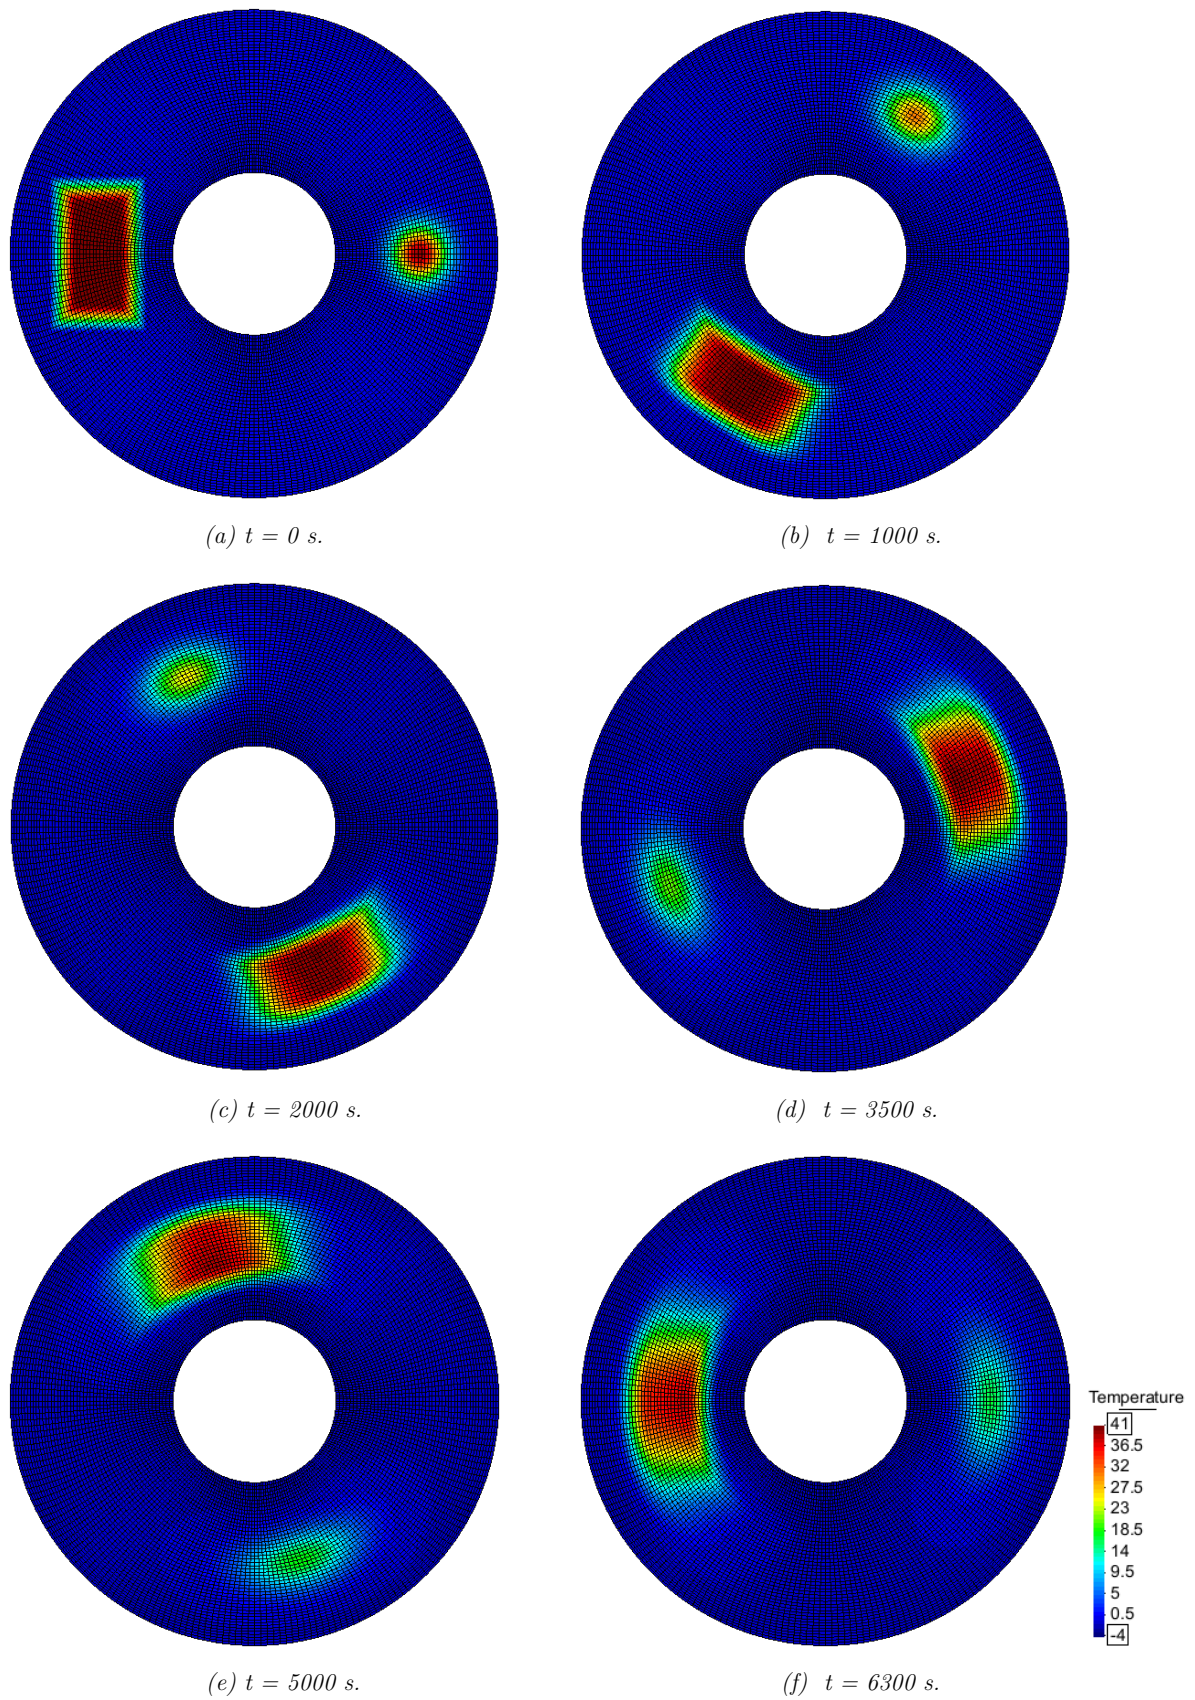 (a) t = 0 s.
(b) t = 1000 s.
(c) t = 2000 s.
(d) t = 3500 s.
Temperature
41
36.5
32
27.5
23
18.5
14
9.5
5
0.5
-4
(e) t = 5000 s.
(f) t = 6300 s.